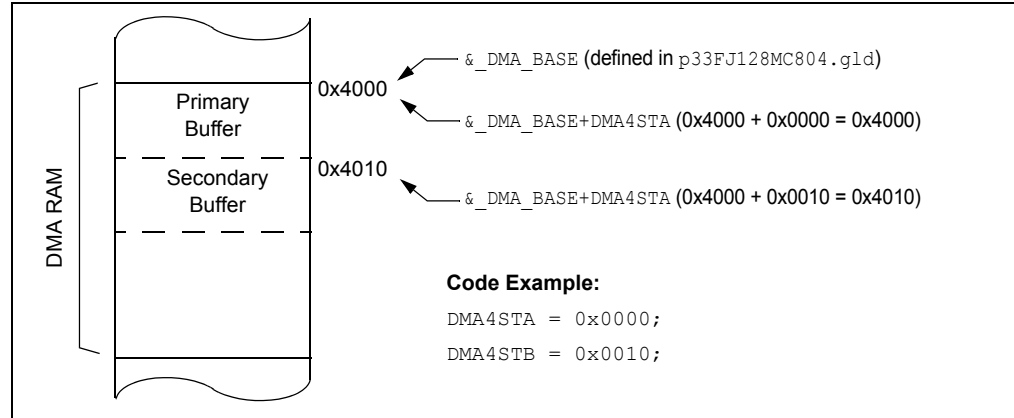 &_DMA_BASE (defined in p33FJ128MC804.gld)
0x4000
Primary
Buffer
&_DMA_BASE+DMA4STA (0x4000 + 0x0000 = 0x4000)
0x4010
Secondary
Buffer
&_DMA_BASE+DMA4STA (0x4000 + 0x0010 = 0x4010)
DMA RAM
Code Example:
DMA4STA = 0x0000;
DMA4STB = 0x0010;